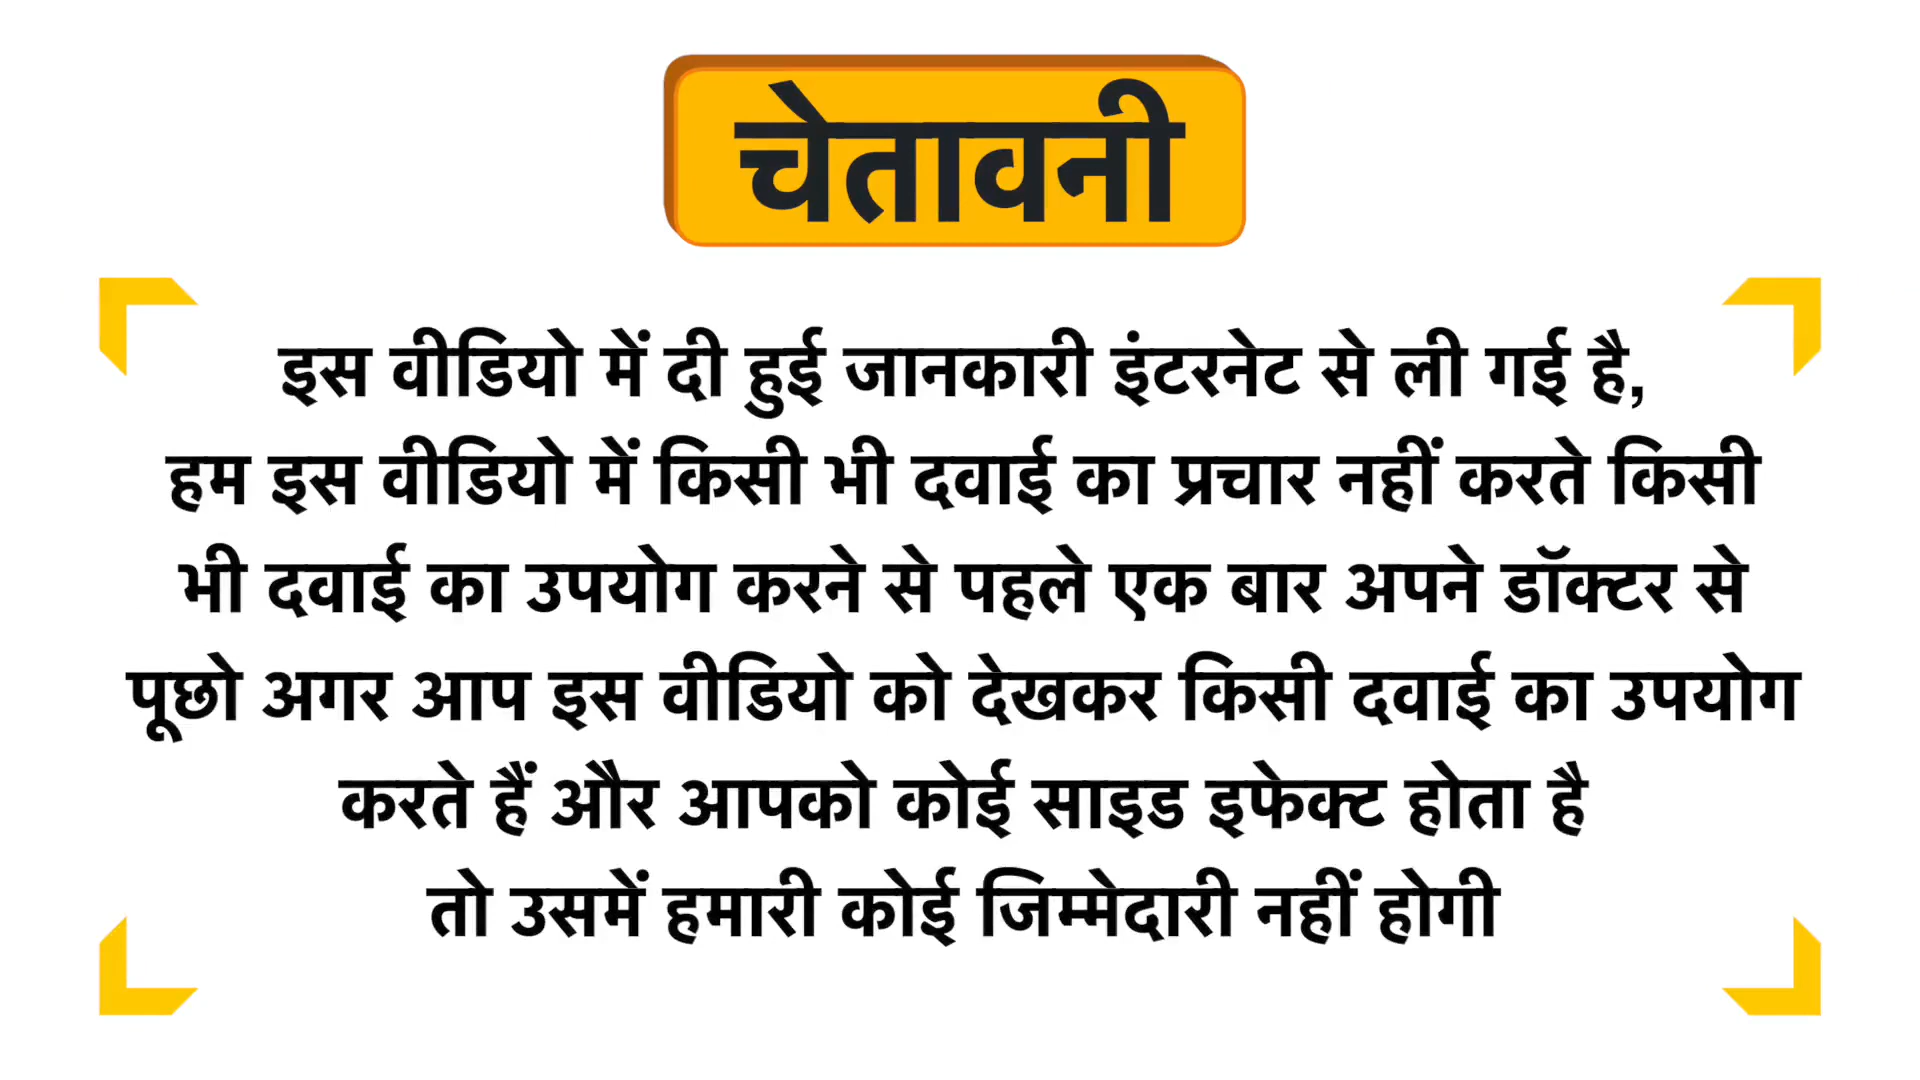 चेतावनी
इस वीडियो में दी हुई जानकारी इंटरनेट से ली गई है,
हम इस वीडियो में किसी भी दवाई का प्रचार नहीं करते किसी
भी दवाई का उपयोग करने से पहले एक बार अपने डॉक्टर से
पूछो अगर आप इस वीडियो को देखकर किसी दवाई का उपयोग
करते हैं और आपको कोई साइड इफेक्ट होता है
तो उसमें हमारी कोई जिम्मेदारी नहीं होगी